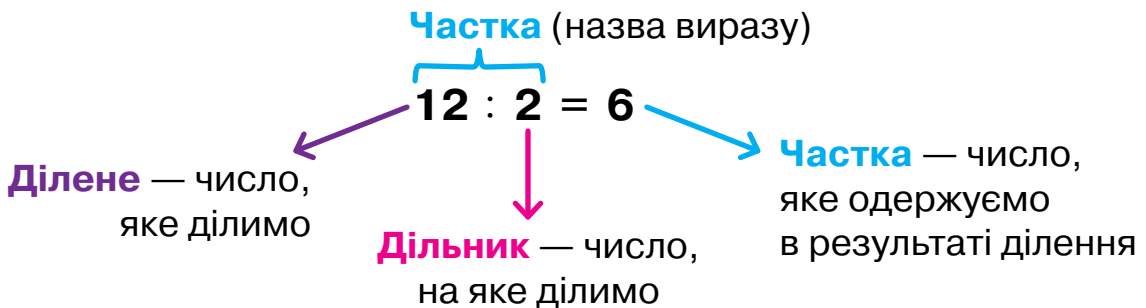 Частка (назва виразу)
12 : 2 = 6
Ділене — число,
яке ділимо
Дільник — число,
на яке ділимо
Частка — число,
яке одержуємо
в результаті ділення